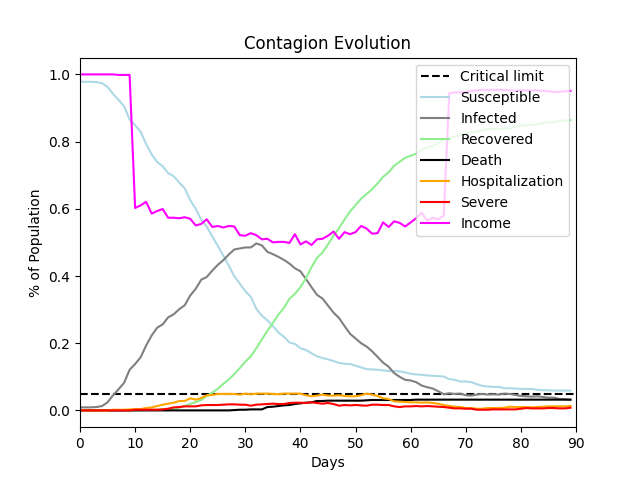 Contagion Evolution
1.0
0.8
0.6
0.4
0.2
0.0
% of Population
0 10 20 30 40 50 60 70 80 90
Days
Critical limit
Susceptible
Infected
Recovered
Death
Hospitalization
Severe
Income